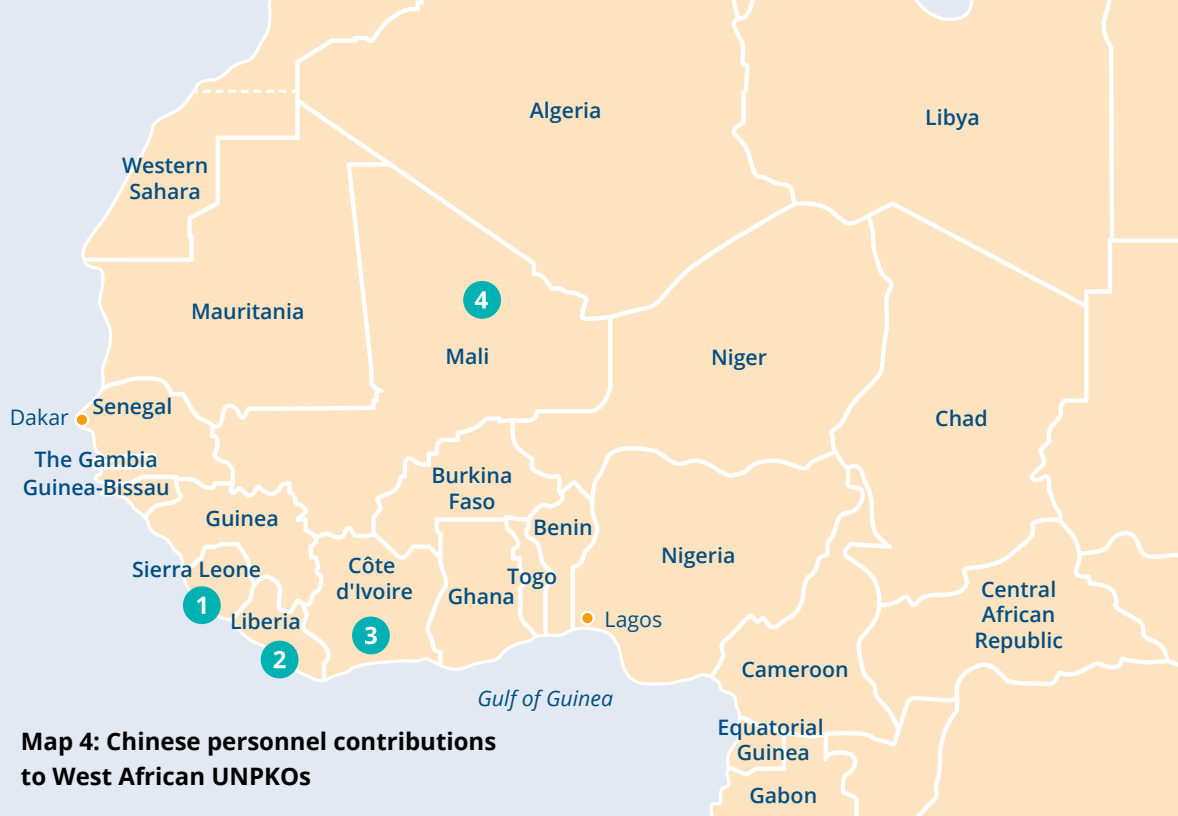 Algeria
Libya
Western
Sahara
4
Mauritania
Mali
Niger
Dakar
Senegal
Chad
The Gambia
Guinea-Bissau
Burkina
Faso
Guinea
Benin
Nigeria
Sierra Leone
Côte
d'Ivoire
Togo
Ghana
Central
African
Republic
1
Liberia
Lagos
3
2
Cameroon
Gulf of Guinea
Equatorial
Guinea
Gabon
Map 4: Chinese personnel contributions
to West African UNPKOs